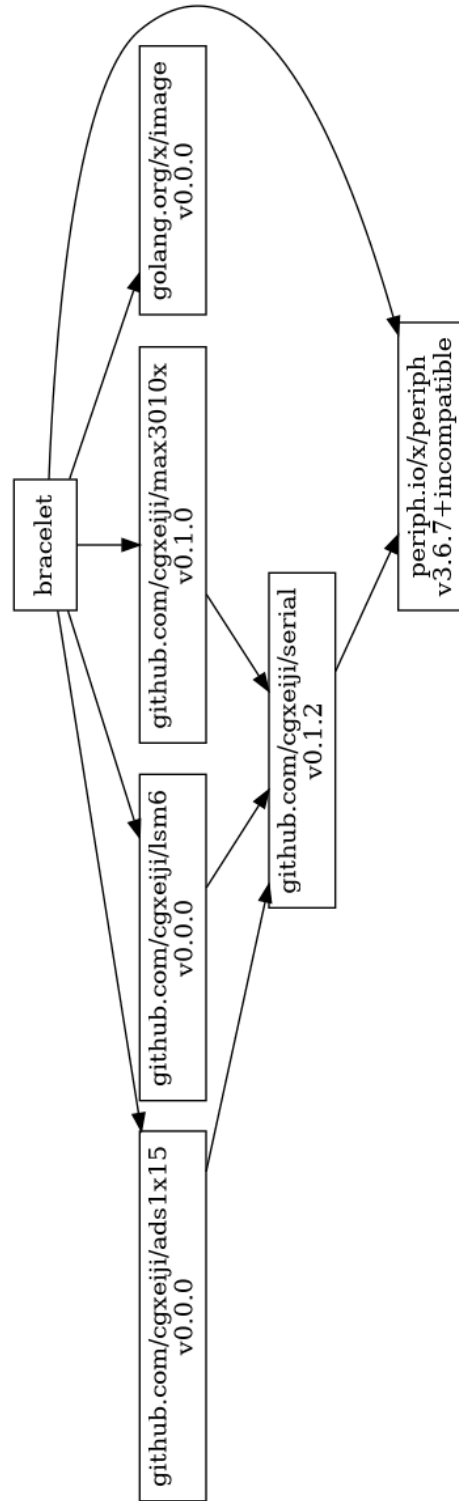 bracelet
github.com/cgxeiji/ads1x15
v0.0.0
github.com/cgxeiji/lsm6
v0.0.0
github.com/cgxeiji/max3010x
v0.1.0
golang.org/x/image
v0.0.0
github.com/cgxeiji/serial
v0.1.2
periph.io/x/periph
v3.6.7+incompatible